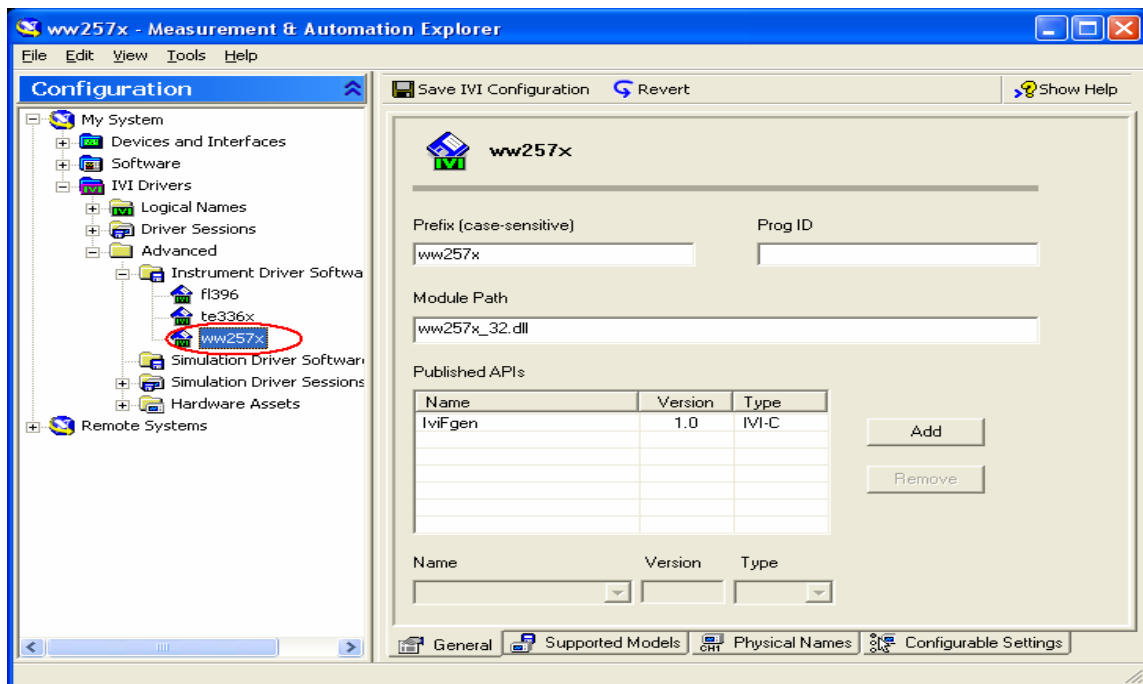 ww257x - Measurement & Automation Explorer
File Edit View Tools Help
Configuration
My System
Devices and Interfaces
Software
IVI Drivers
Logical Names
Driver Sessions
Advanced
Instrument Driver Softwa
fl396
te336x
ww257x
Simulation Driver Softwar
Simulation Driver Sessions
Hardware Assets
Remote Systems
Save IVI Configuration Revert Show Help
IVI
ww257x
Prefix (case-sensitive) Prog ID
ww257x
Module Path
ww257x_32.dll
Published APIs
Name Version Type
IviFgen 1.0 IVI-C
Add
Remove
Name Version Type
General Supported Models Physical Names Configurable Settings